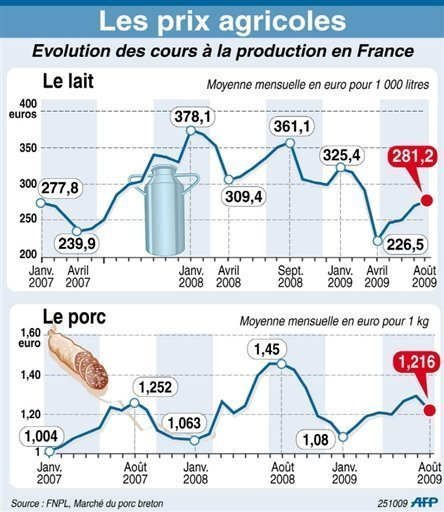 Les prix agricoles
Evolution des cours à la production en France
Le lait
Moyenne mensuelle en euro pour 1 000 litres
400
euros
350
300
250
200
277,8
239,9
378,1
309,4
361,1
325,4
226,5
281,2
Janv. Avril Janv. Avril Sept. Janv. Avril Août
2007 2007 2008 2008 2008 2009 2009 2009
Le porc
Moyenne mensuelle en euro pour 1 kg
1,60
euro
1,40
1,20
1
1,004
1,252
1,063
1,45
1,08
1,216
Janv. Août Janv. Août Janv. Août
2007 2007 2008 2008 2009 2009
Source : FNPL, Marché du porc breton
251009 AFP